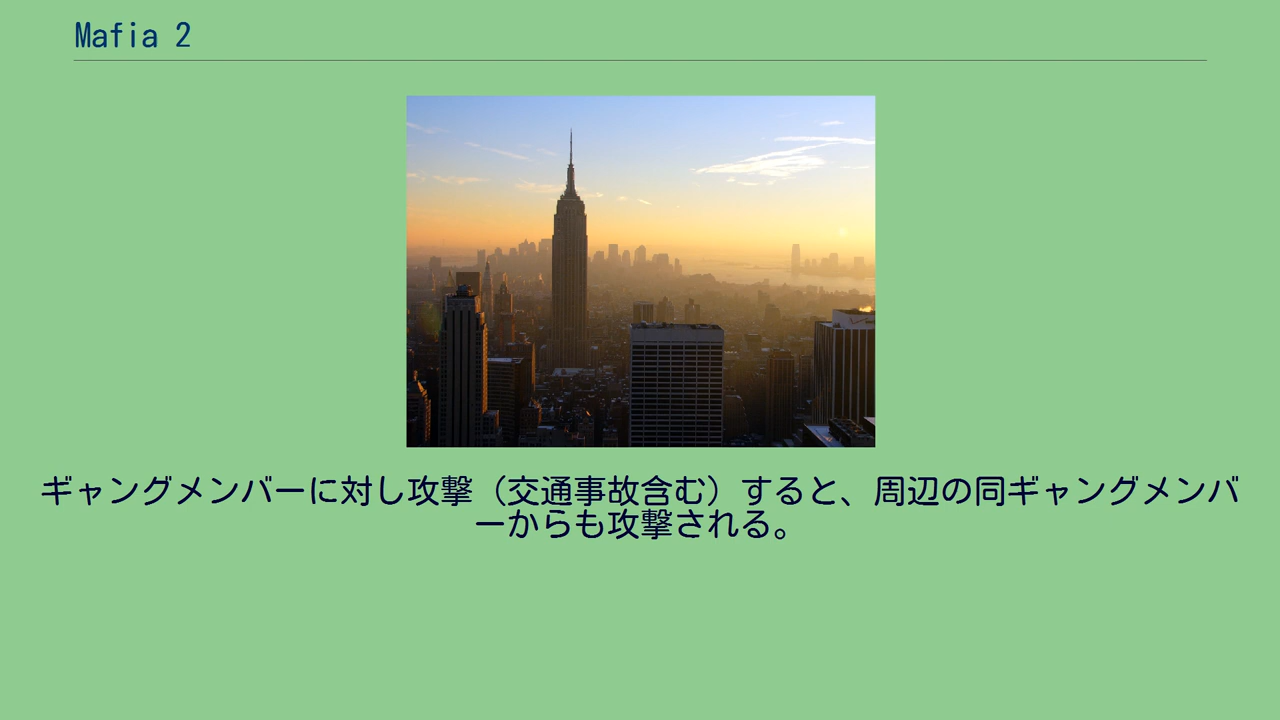 Mafia 2
ギャングメンバーに対し攻撃（交通事故含む）すると、周辺の同ギャングメンバ
ーからも攻撃される。